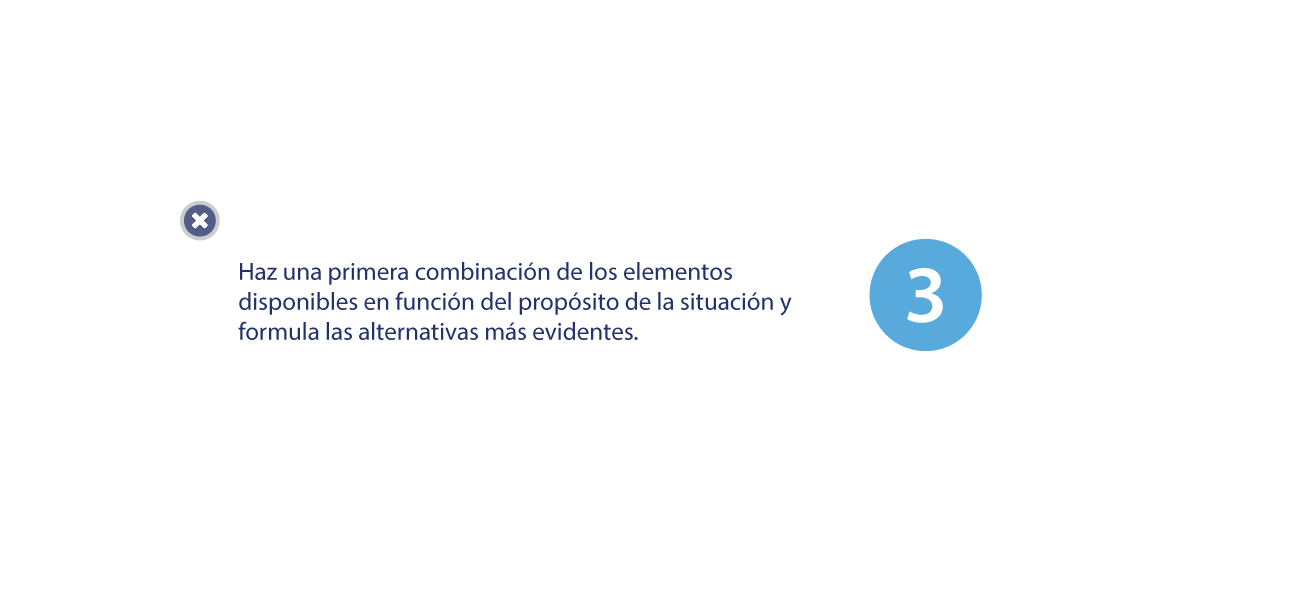 Haz una primera combinación de los elementos
disponibles en función del propósito de la situación y
formula las alternativas más evidentes.
3